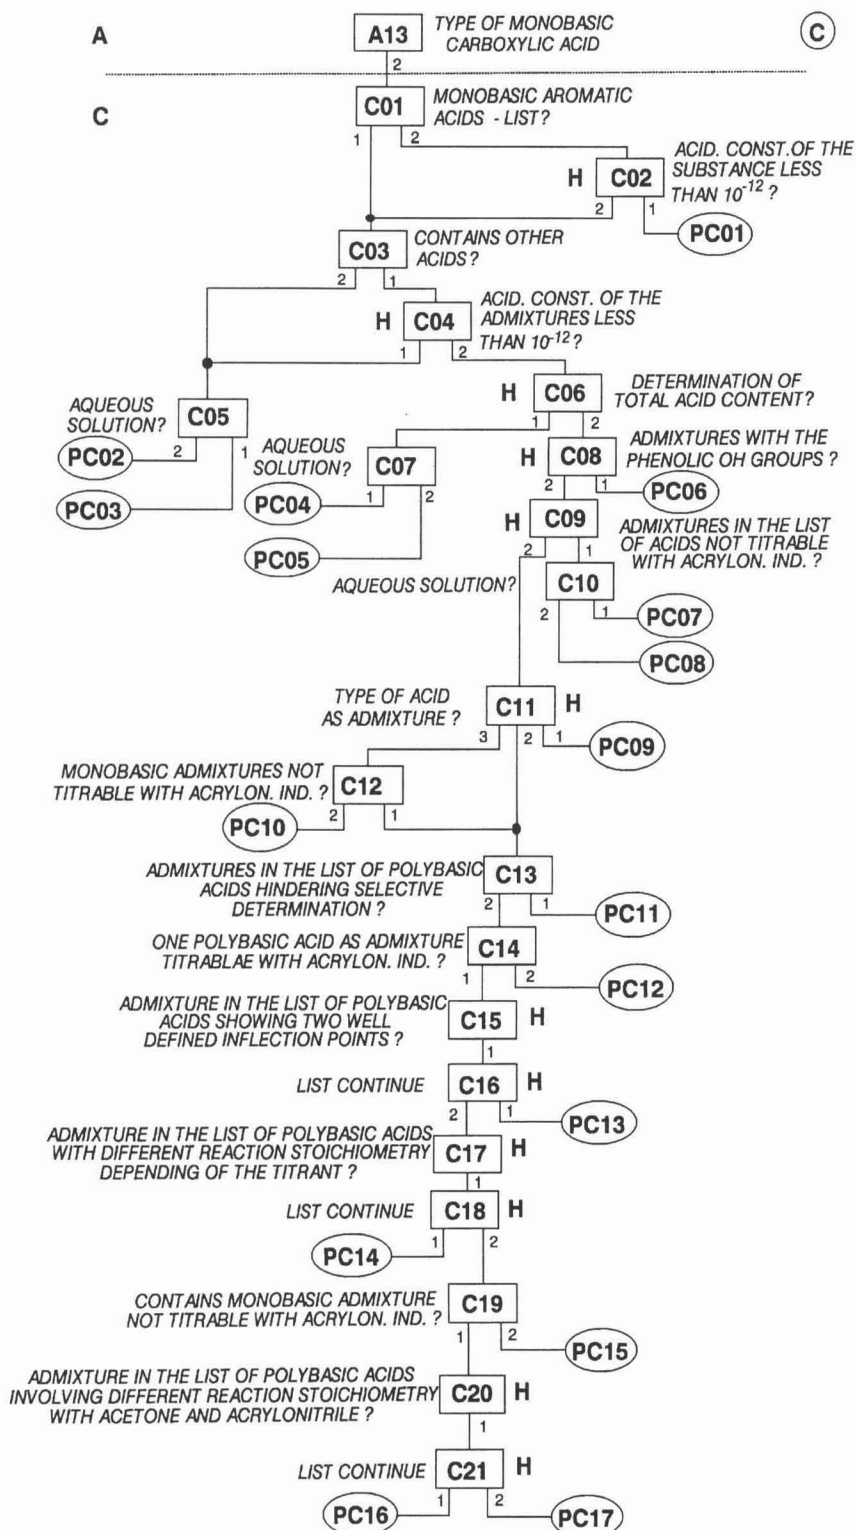 A
A13
TYPE OF MONOBASIC
CARBOXYLIC ACID
C
2
C
C01
MONOBASIC AROMATIC
ACIDS - LIST?
1
2
H
C02
ACID. CONST.OF THE
SUBSTANCE LESS
THAN 10-12 ?
2
1
PC01
C03
CONTAINS OTHER
ACIDS?
2
1
H
C04
ACID. CONST. OF THE
ADMIXTURES LESS
THAN 10-12 ?
1
2
H
C06
DETERMINATION OF
TOTAL ACID CONTENT?
1
2
AQUEOUS
SOLUTION?
C05
2
1
PC02
PC03
AQUEOUS
SOLUTION?
C07
1
2
PC04
PC05
H
C08
ADMIXTURES WITH THE
PHENOLIC OH GROUPS ?
2
1
PC06
H
C09
ADMIXTURES IN THE LIST
OF ACIDS NOT TITRABLE
WITH ACRYLON. IND. ?
2
1
AQUEOUS SOLUTION?
C10
2
1
PC07
PC08
TYPE OF ACID
AS ADMIXTURE ?
C11
H
3
2
1
PC09
MONOBASIC ADMIXTURES NOT
TITRABLE WITH ACRYLON. IND. ?
C12
2
1
PC10
ADMIXTURES IN THE LIST OF POLYBASIC
ACIDS HINDERING SELECTIVE
DETERMINATION ?
C13
2
1
PC11
ONE POLYBASIC ACID AS ADMIXTURE
TITRABLAE WITH ACRYLON. IND. ?
C14
1
2
PC12
ADMIXTURE IN THE LIST OF POLYBASIC
ACIDS SHOWING TWO WELL
DEFINED INFLECTION POINTS ?
C15
H
1
LIST CONTINUE
C16
H
2
1
PC13
ADMIXTURE IN THE LIST OF POLYBASIC ACIDS
WITH DIFFERENT REACTION STOICHIOMETRY
DEPENDING OF THE TITRANT ?
C17
H
1
LIST CONTINUE
C18
H
1
2
PC14
CONTAINS MONOBASIC ADMIXTURE
NOT TITRABLE WITH ACRYLON. IND. ?
C19
1
2
PC15
ADMIXTURE IN THE LIST OF POLYBASIC ACIDS
INVOLVING DIFFERENT REACTION STOICHIOMETRY
WITH ACETONE AND ACRYLONITRILE ?
C20
H
1
LIST CONTINUE
C21
H
1
2
PC16
PC17